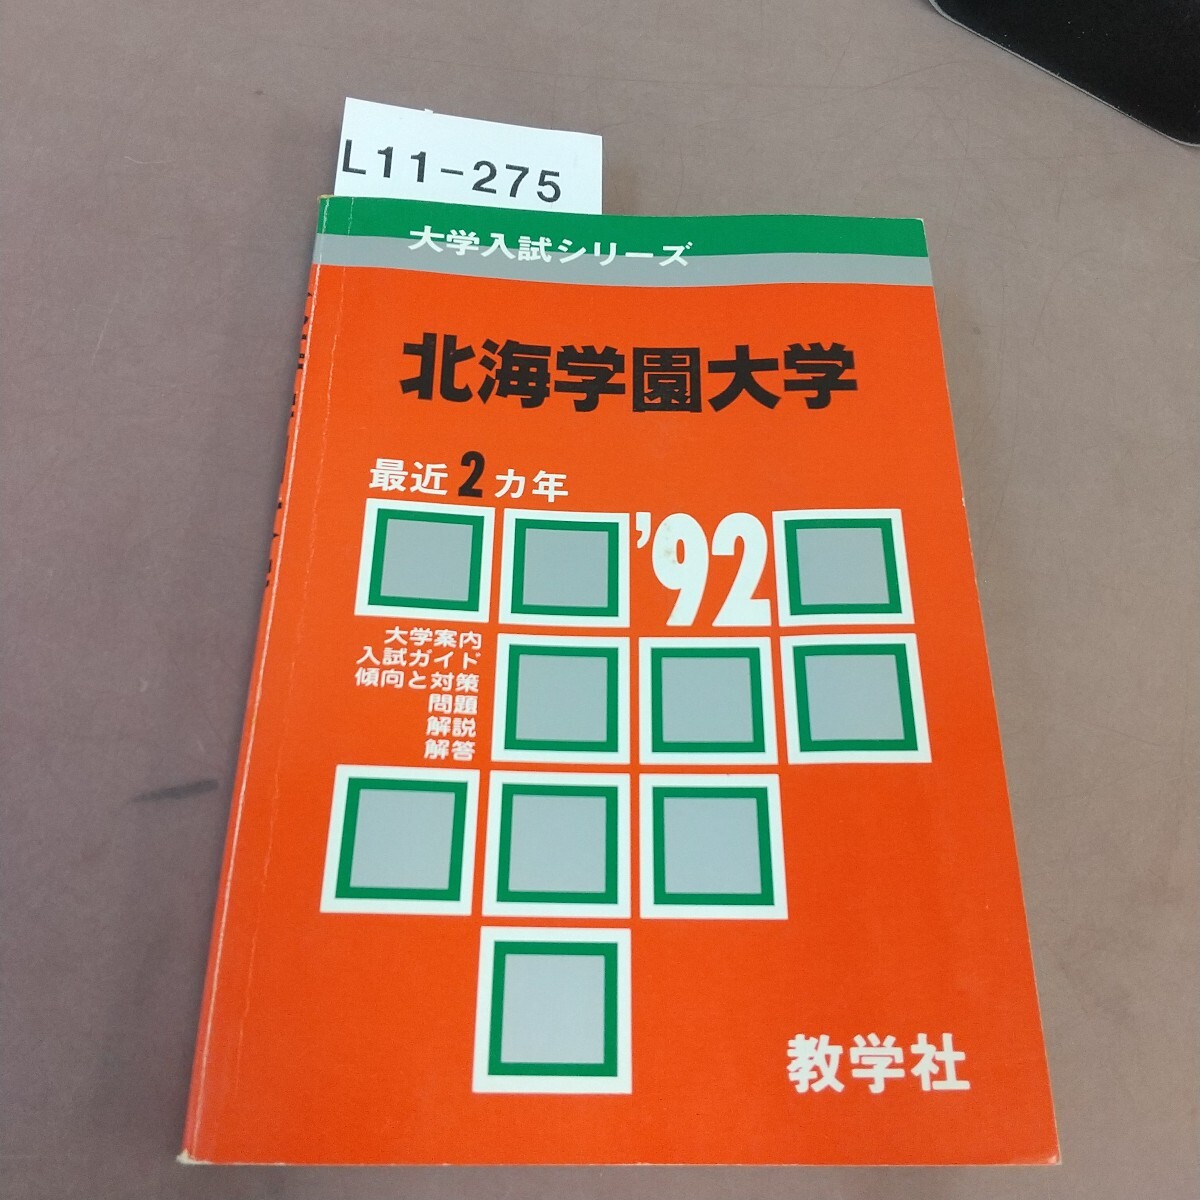 L11-275
大学入試シリーズ
北海学園大学
最近2カ年
'92
大学案内
入試ガイド
傾向と対策
問題
解説
解答
教学社